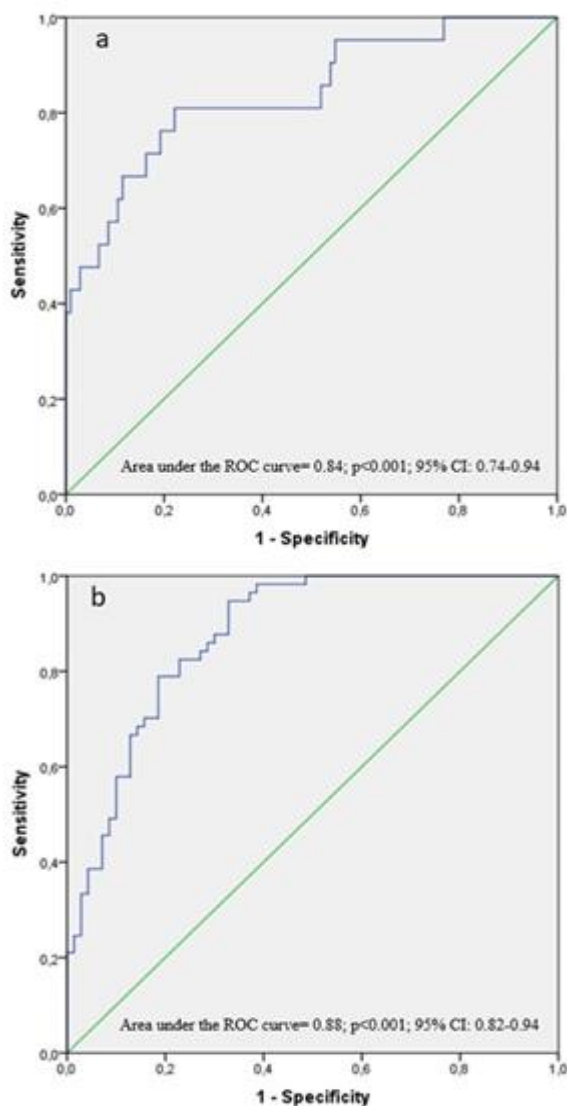 a
1,0
0,8
0,6
0,4
0,2
0,0
Sensitivity
Area under the ROC curve= 0.84; p<0.001; 95% CI: 0.74-0.94
0,0 0,2 0,4 0,6 0,8 1,0
1 - Specificity
b
1,0
0,8
0,6
0,4
0,2
0,0
Sensitivity
Area under the ROC curve= 0.88; p<0.001; 95% CI: 0.82-0.94
0,0 0,2 0,4 0,6 0,8 1,0
1 - Specificity